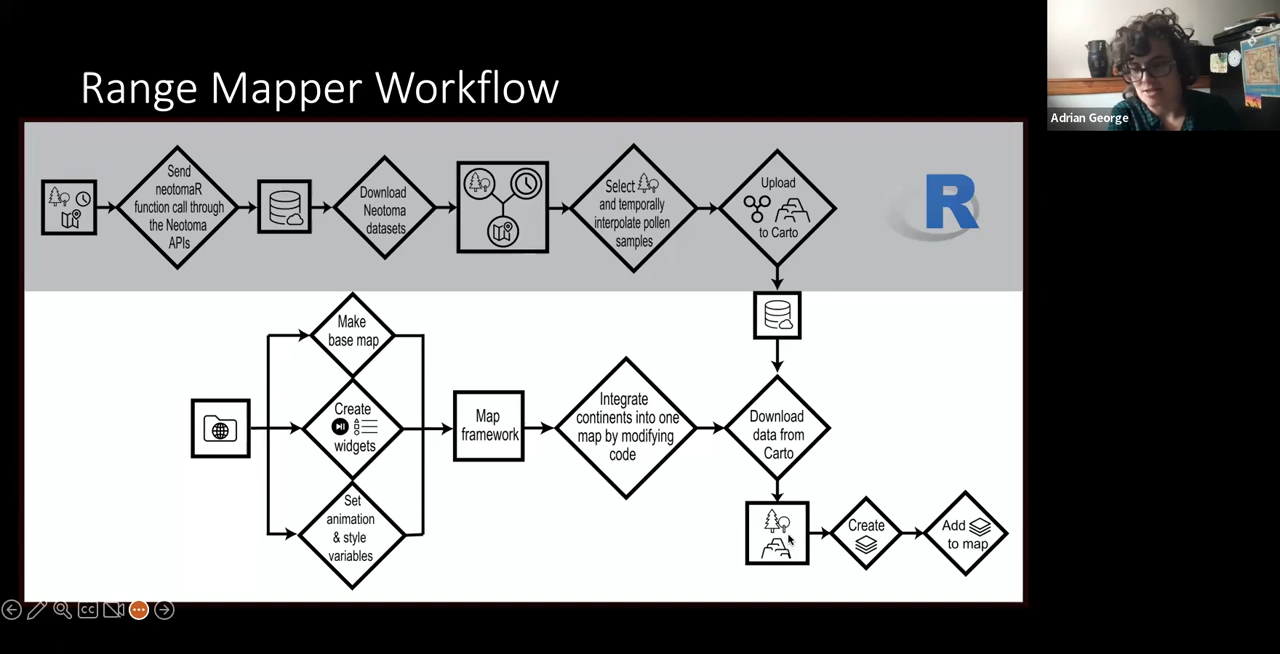 Range Mapper Workflow
Adrian George
Send
neotomaR
function call through
the Neotoma
APIs
Download
Neotoma
datasets
Select
and temporally
interpolate pollen
samples
Upload
to Carto
R
Make
base map
Create
widgets
Set
animation
& style
variables
Map
framework
Integrate
continents into one
map by modifying
code
Download
data from
Carto
Create
Add
to map
CC